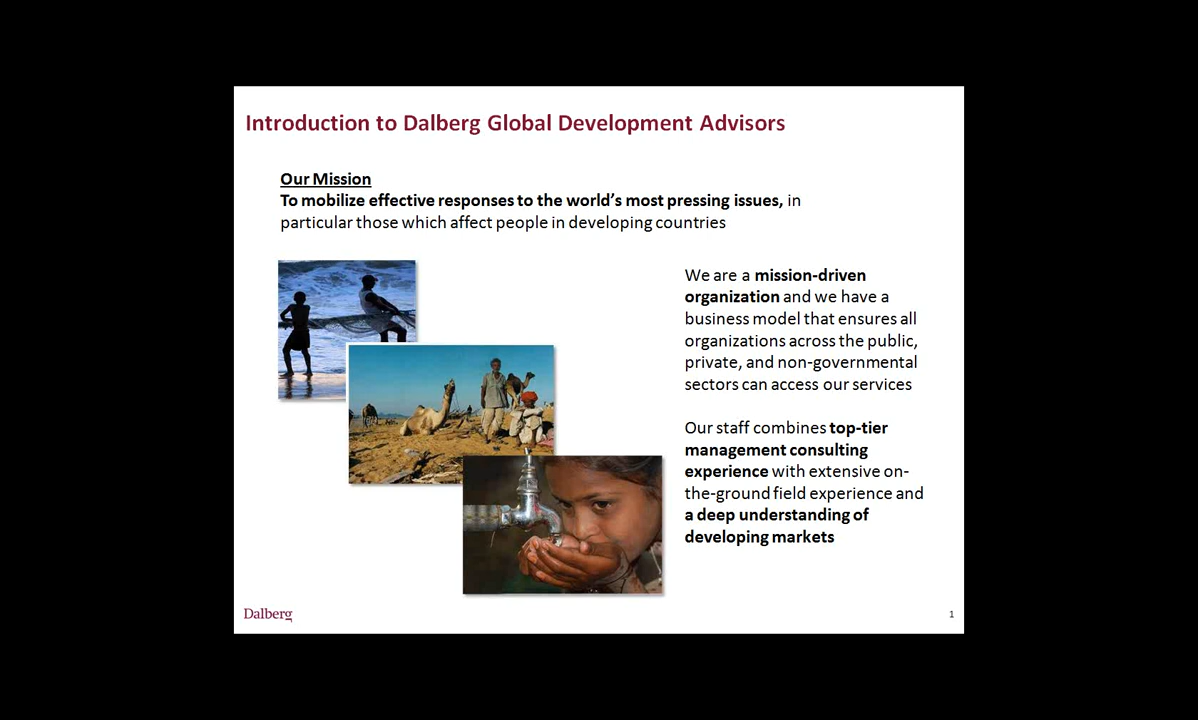 Introduction to Dalberg Global Development Advisors
Our Mission
To mobilize effective responses to the world’s most pressing issues, in
particular those which affect people in developing countries
We are a mission-driven
organization and we have a
business model that ensures all
organizations across the public,
private, and non-governmental
sectors can access our services
Our staff combines top-tier
management consulting
experience with extensive on-
the-ground field experience and
a deep understanding of
developing markets
Dalberg
1